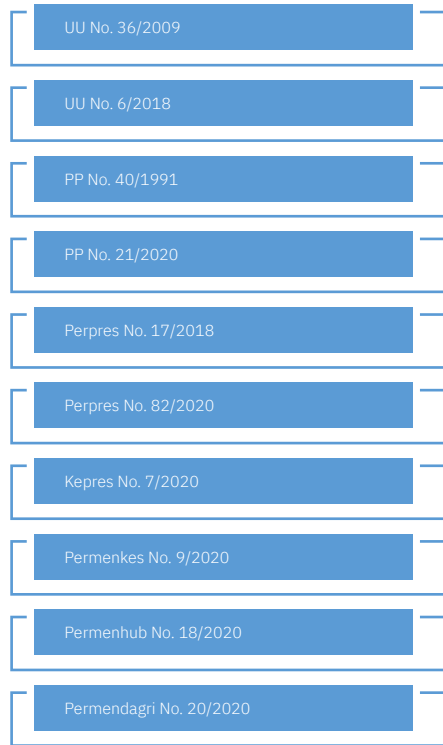 UU No. 36/2009
UU No. 6/2018
PP No. 40/1991
PP No. 21/2020
Perpres No. 17/2018
Perpres No. 82/2020
Kepres No. 7/2020
Permenkes No. 9/2020
Permenhub No. 18/2020
Permendagri No. 20/2020